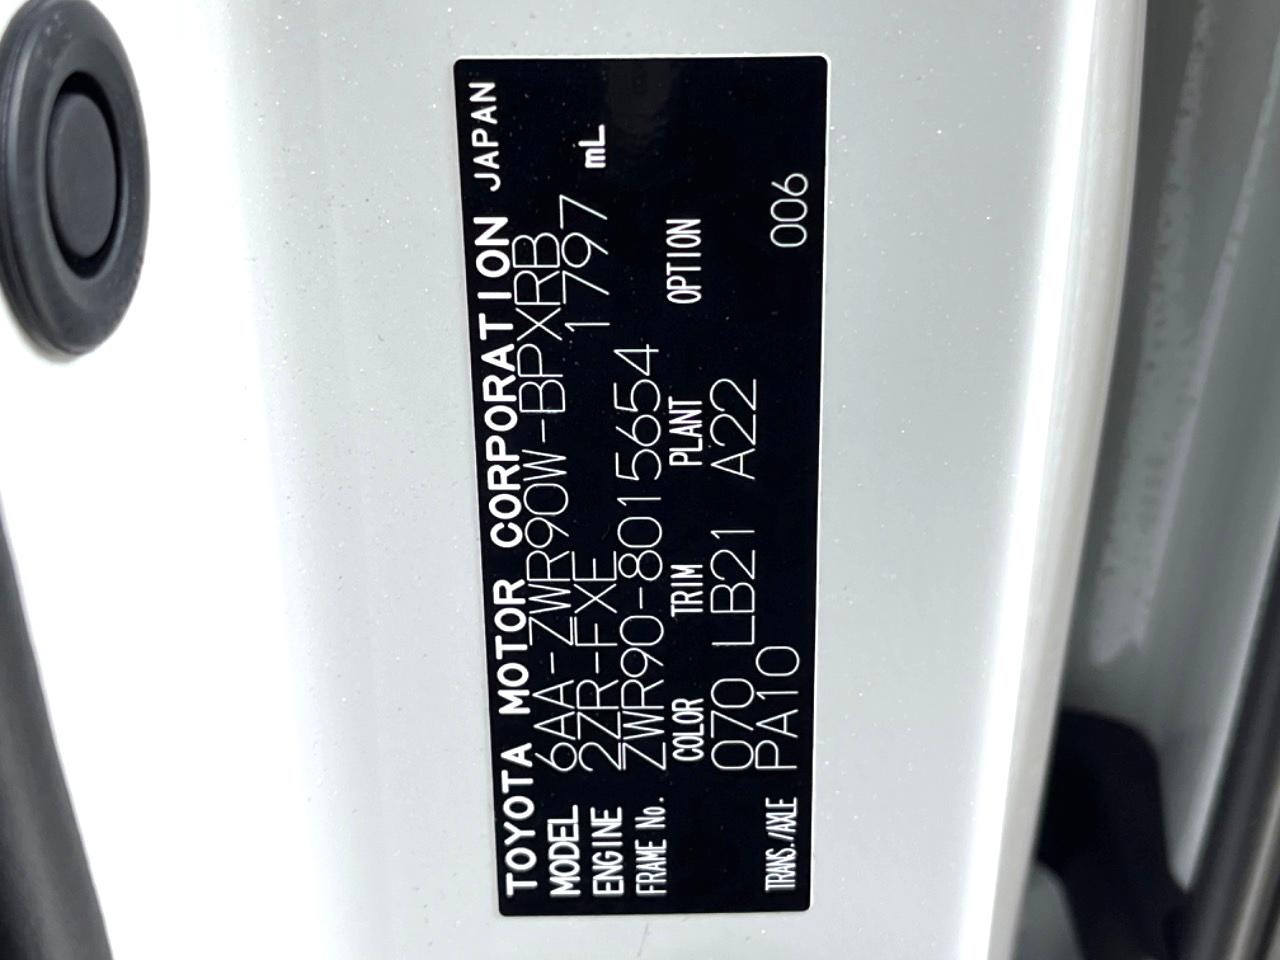 TOYOTA MOTOR CORPORATION JAPAN
MODEL 6AA-ZWR90W-BPXRB
ENGINE 2ZR-FXE 1797 mL
FRAME No. ZWR90-8015654
COLOR TRIM PLANT OPTION
070 LB21 A22
TRANS./AXLE PA10 006